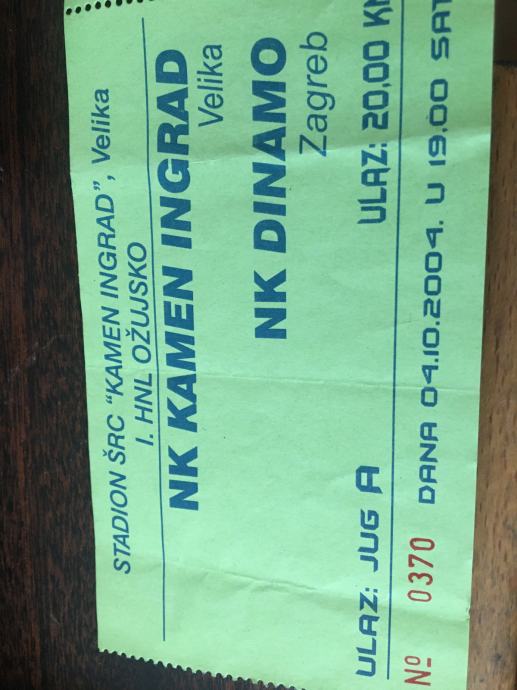 STADION ŠRC "KAMEN INGRAD", Velika
I. HNL OŽUJSKO
NK KAMEN INGRAD
Velika
NK DINAMO
Zagreb
ULAZ: JUG A ULAZ: 20,00 KN
Nº 0370 DANA 04.10.2004. U 19,00 SAT